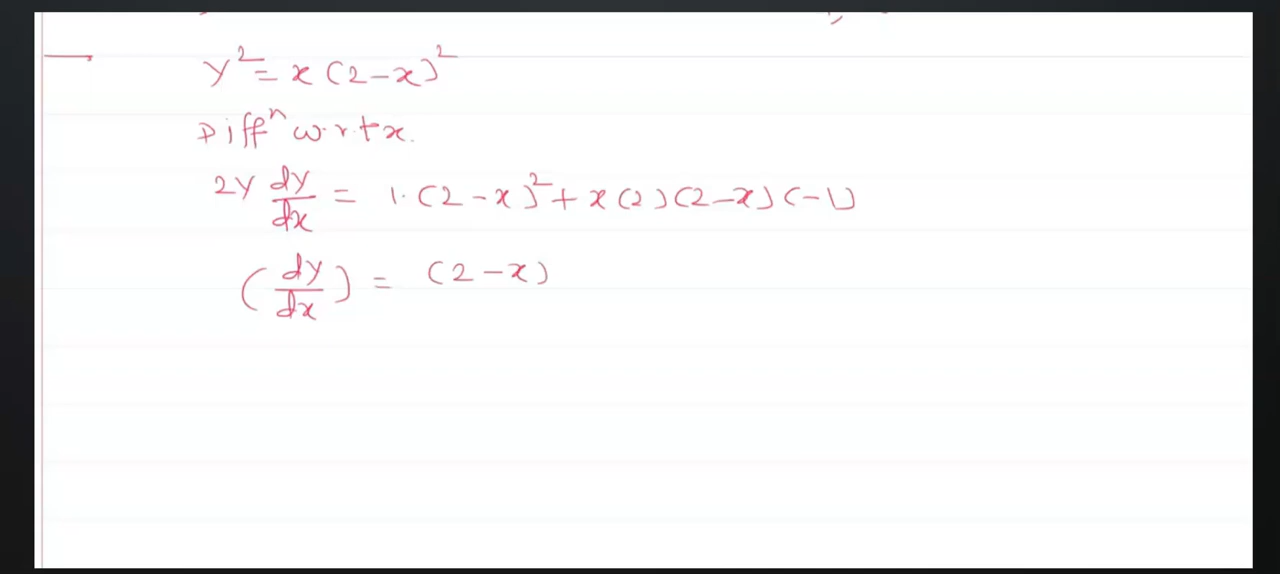 y² = x (2-x)²
Diffⁿ w.r.t x.
2y dy/dx = 1·(2-x)² + x(2)(2-x)(-1)
(dy/dx) = (2-x)